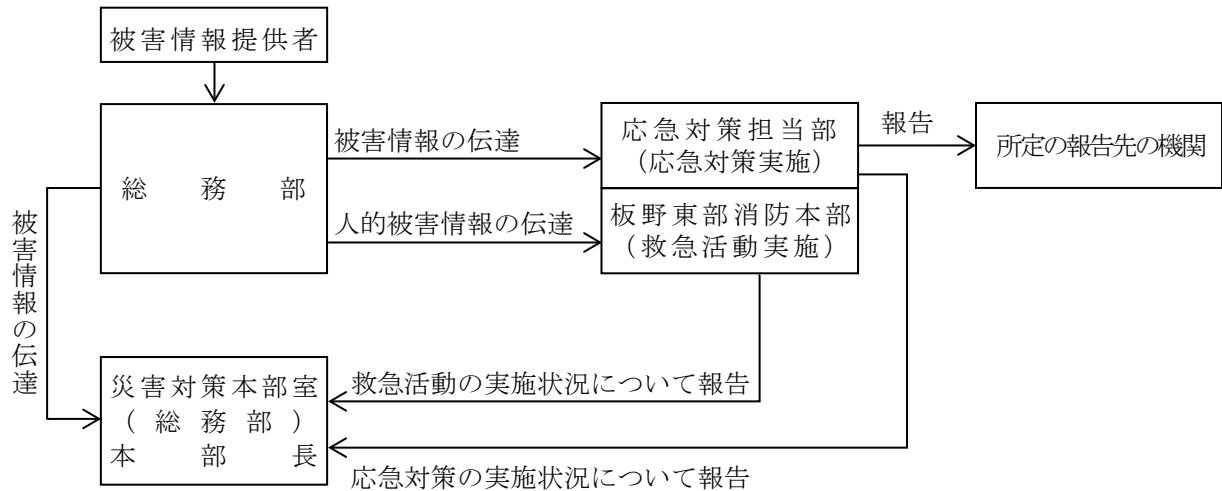 被害情報提供者
総務部
被害情報の伝達
応急対策担当部
（応急対策実施）
報告
所定の報告先の機関
人的被害情報の伝達
板野東部消防本部
（救急活動実施）
被害情報の伝達
災害対策本部室
（総務部）
本部長
救急活動の実施状況について報告
応急対策の実施状況について報告